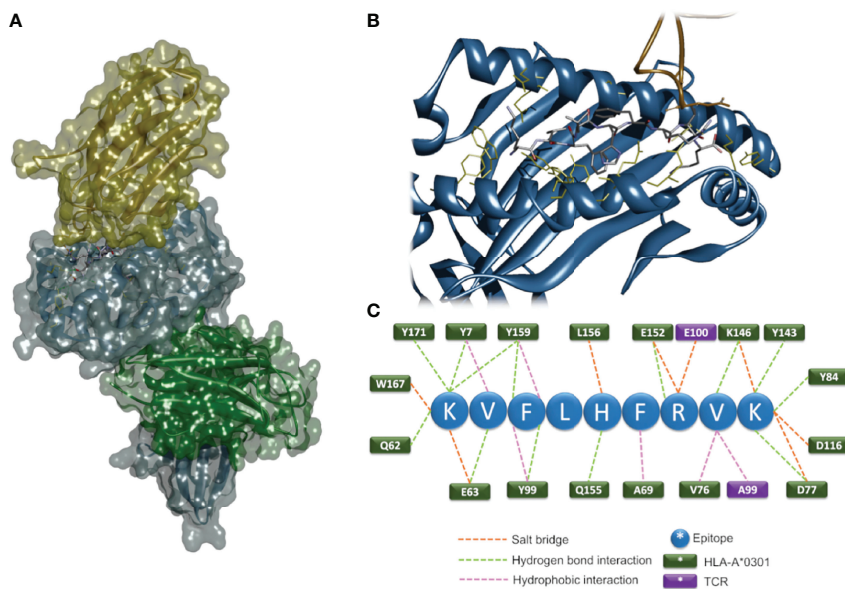 A
B
C
Y171 Y7 Y159 L156 E152 E100 K146 Y143
Y84
W167
K V F L H F R V K
Q62
D116
E63 Y99 Q155 A69 V76 A99 D77
Salt bridge
Hydrogen bond interaction
Hydrophobic interaction
* Epitope
* HLA-A*0301
* TCR